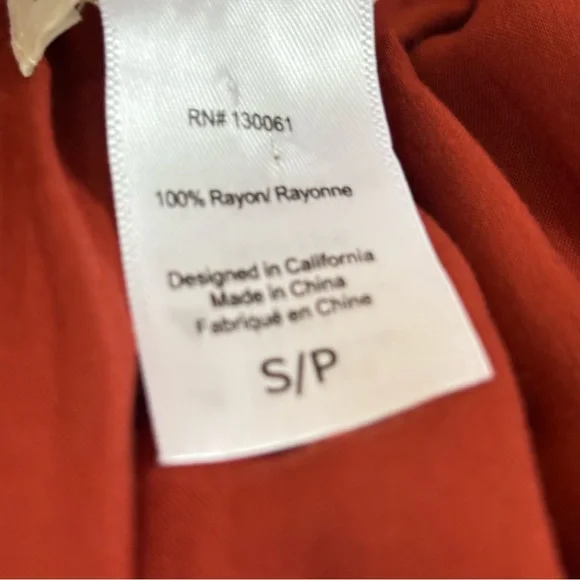 RN# 130061
100% Rayon/ Rayonne
Designed in California
Made in China
Fabriqué en Chine
S/P